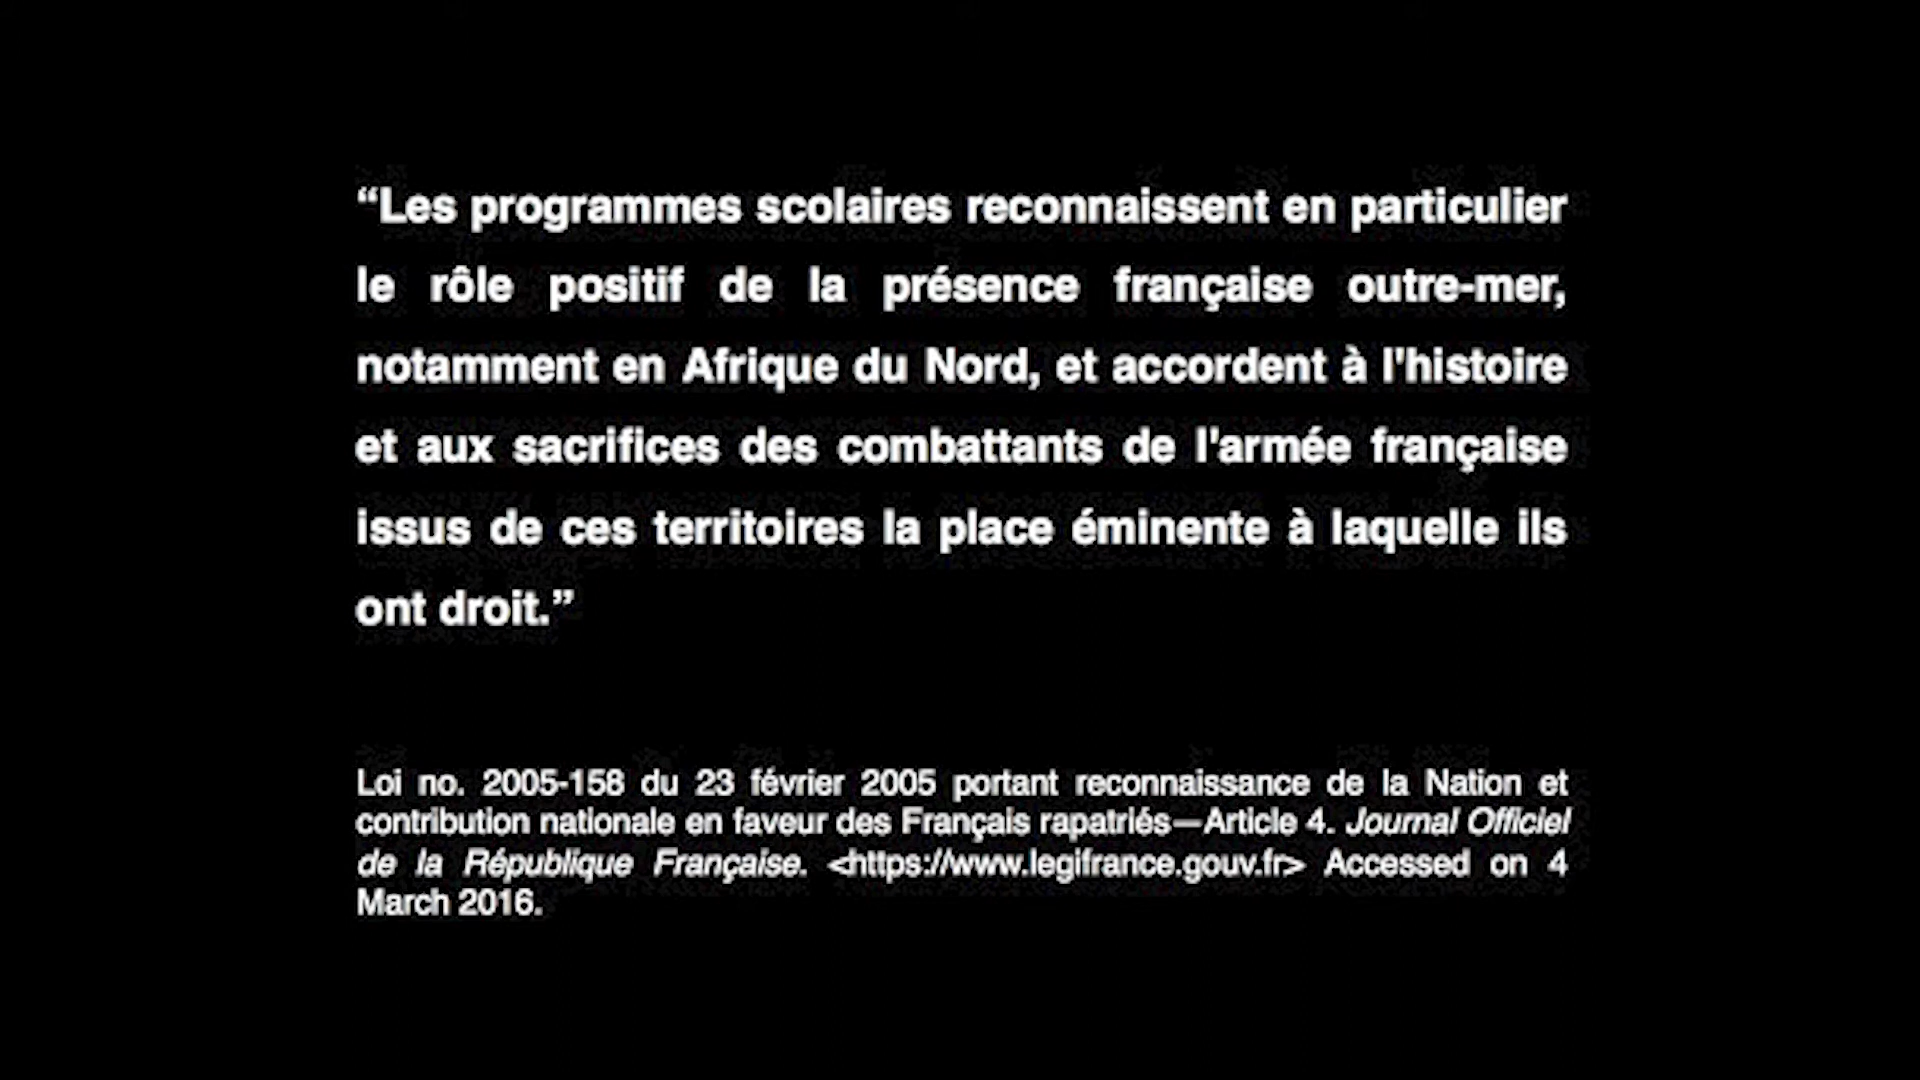 “Les programmes scolaires reconnaissent en particulier
le rôle positif de la présence française outre-mer,
notamment en Afrique du Nord, et accordent à l'histoire
et aux sacrifices des combattants de l'armée française
issus de ces territoires la place éminente à laquelle ils
ont droit.”
Loi no. 2005-158 du 23 février 2005 portant reconnaissance de la Nation et
contribution nationale en faveur des Français rapatriés—Article 4. Journal Officiel
de la République Française. <https://www.legifrance.gouv.fr> Accessed on 4
March 2016.